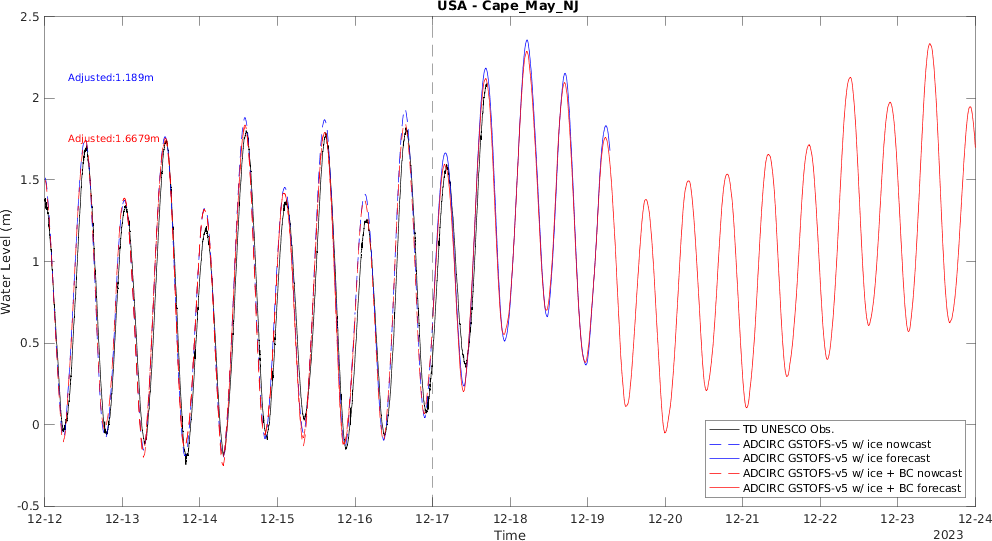 USA - Cape_May_NJ
2.5
2
1.5
1
0.5
0
-0.5
Water Level (m)
Adjusted:1.189m
Adjusted:1.6679m
TD UNESCO Obs.
ADCIRC GSTOFS-v5 w/ ice nowcast
ADCIRC GSTOFS-v5 w/ ice forecast
ADCIRC GSTOFS-v5 w/ ice + BC nowcast
ADCIRC GSTOFS-v5 w/ ice + BC forecast
12-12 12-13 12-14 12-15 12-16 12-17 12-18 12-19 12-20 12-21 12-22 12-23 12-24
Time
2023